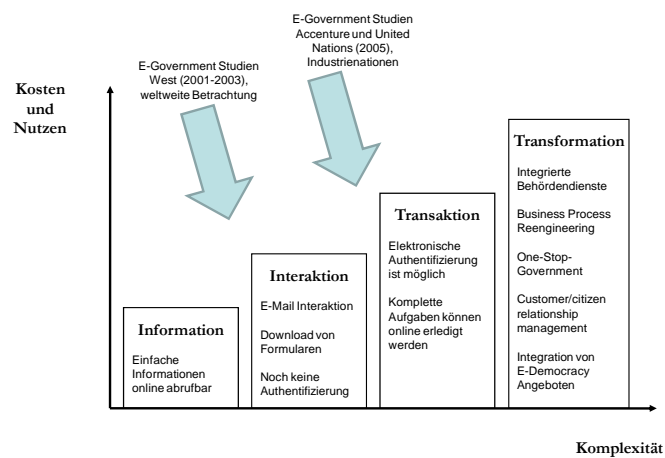 E-Government Studien
Accenture und United
Nations (2005),
Industrienationen
E-Government Studien
West (2001-2003),
weltweite Betrachtung
Kosten
und
Nutzen
Transformation
Integrierte
Behördendienste
Business Process
Reengineering
One-Stop-
Government
Customer/citizen
relationship
management
Integration von
E-Democracy
Angeboten
Transaktion
Elektronische
Authentifizierung
ist möglich
Komplette
Aufgaben können
online erledigt
werden
Interaktion
E-Mail Interaktion
Download von
Formularen
Noch keine
Authentifizierung
Information
Einfache
Informationen
online abrufbar
Komplexität